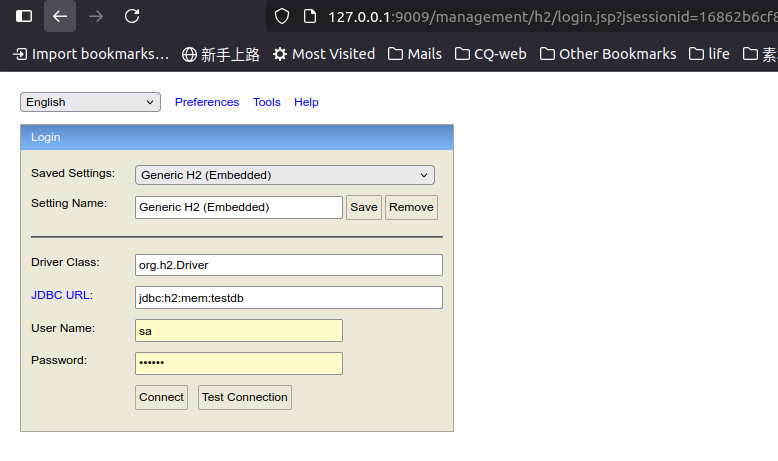 127.0.0.1:9009/management/h2/login.jsp?jsessionid=16862b6cf8
Import bookmarks… 新手上路 Most Visited Mails CQ-web Other Bookmarks life 素
English Preferences Tools Help
Login
Saved Settings: Generic H2 (Embedded)
Setting Name: Generic H2 (Embedded) Save Remove
Driver Class: org.h2.Driver
JDBC URL: jdbc:h2:mem:testdb
User Name: sa
Password: ••••••
Connect Test Connection